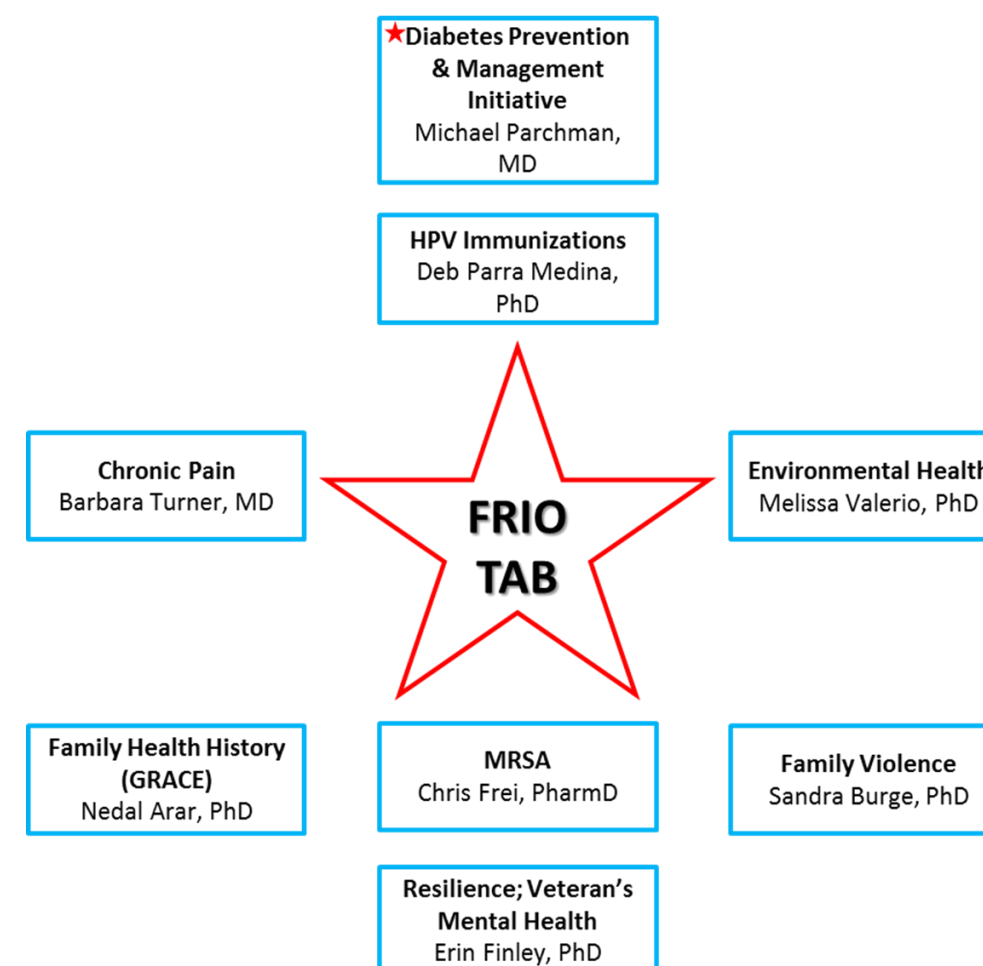 ★Diabetes Prevention
& Management
Initiative
Michael Parchman,
MD
HPV Immunizations
Deb Parra Medina,
PhD
Chronic Pain
Barbara Turner, MD
FRIO
TAB
Environmental Health
Melissa Valerio, PhD
Family Health History
(GRACE)
Nedal Arar, PhD
MRSA
Chris Frei, PharmD
Family Violence
Sandra Burge, PhD
Resilience; Veteran’s
Mental Health
Erin Finley, PhD